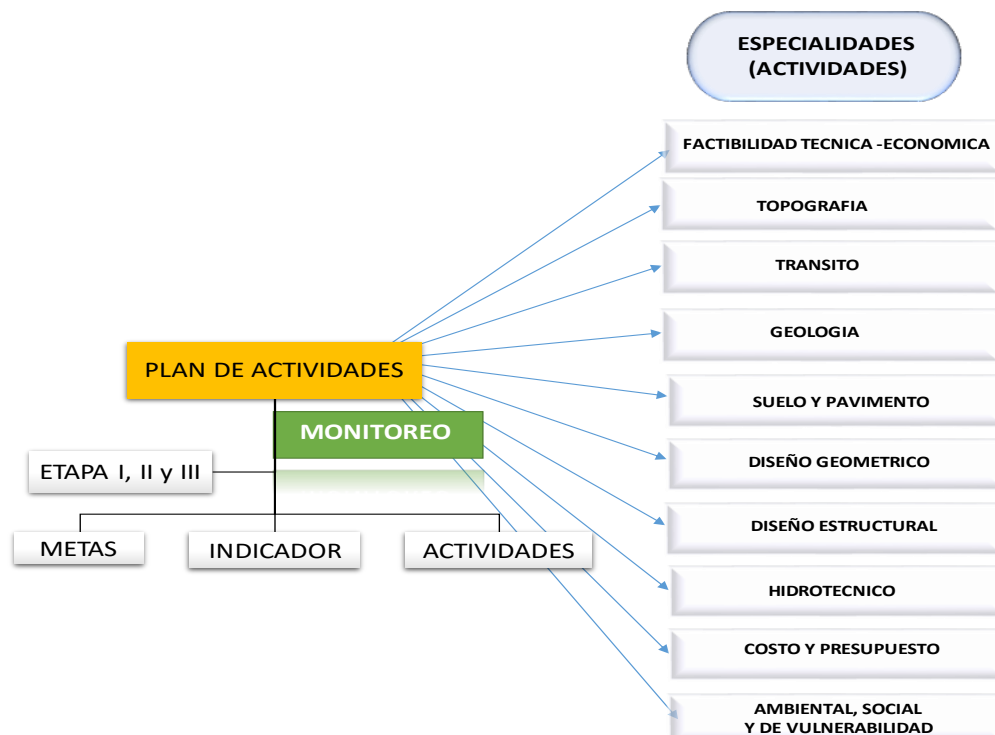 ESPECIALIDADES
(ACTIVIDADES)
FACTIBILIDAD TECNICA -ECONOMICA
TOPOGRAFIA
TRANSITO
GEOLOGIA
PLAN DE ACTIVIDADES
SUELO Y PAVIMENTO
MONITOREO
DISEÑO GEOMETRICO
ETAPA I, II y III
DISEÑO ESTRUCTURAL
METAS
INDICADOR
ACTIVIDADES
HIDROTECNICO
COSTO Y PRESUPUESTO
AMBIENTAL, SOCIAL
Y DE VULNERABILIDAD